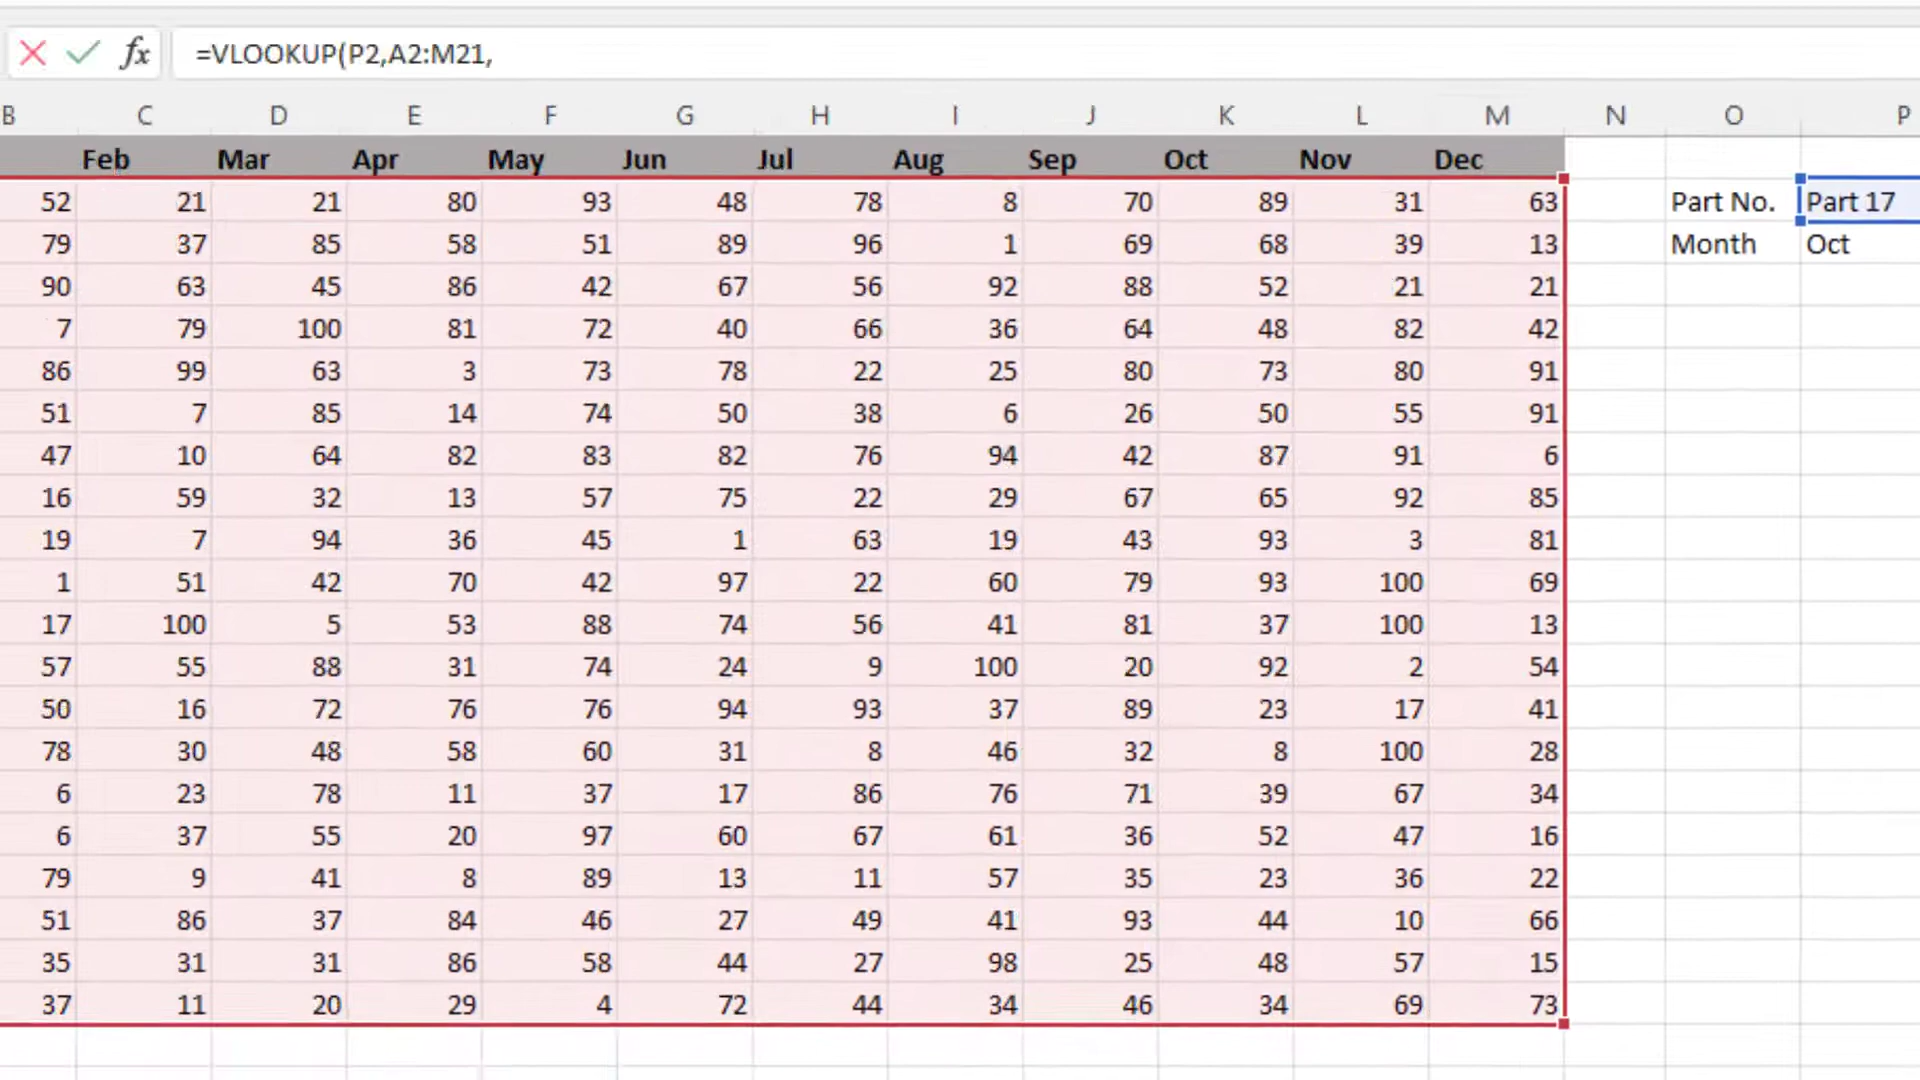 fx =VLOOKUP(P2,A2:M21,
B C D E F G H I J K L M N O P
Feb Mar Apr May Jun Jul Aug Sep Oct Nov Dec
52 21 21 80 93 48 78 8 70 89 31 63 Part No. Part 17
79 37 85 58 51 89 96 1 69 68 39 13 Month Oct
90 63 45 86 42 67 56 92 88 52 21 21
7 79 100 81 72 40 66 36 64 48 82 42
86 99 63 3 73 78 22 25 80 73 80 91
51 7 85 14 74 50 38 6 26 50 55 91
47 10 64 82 83 82 76 94 42 87 91 6
16 59 32 13 57 75 22 29 67 65 92 85
19 7 94 36 45 1 63 19 43 93 3 81
1 51 42 70 42 97 22 60 79 93 100 69
17 100 5 53 88 74 56 41 81 37 100 13
57 55 88 31 74 24 9 100 20 92 2 54
50 16 72 76 76 94 93 37 89 23 17 41
78 30 48 58 60 31 8 46 32 8 100 28
6 23 78 11 37 17 86 76 71 39 67 34
6 37 55 20 97 60 67 61 36 52 47 16
79 9 41 8 89 13 11 57 35 23 36 22
51 86 37 84 46 27 49 41 93 44 10 66
35 31 31 86 58 44 27 98 25 48 57 15
37 11 20 29 4 72 44 34 46 34 69 73